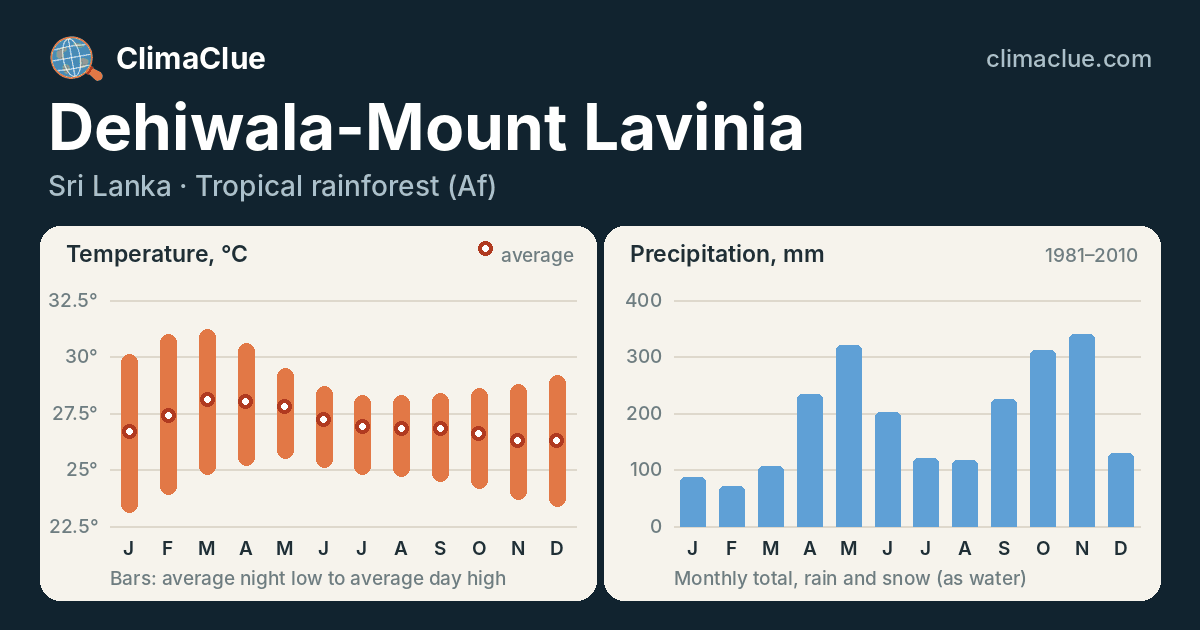 ClimaClue
climaclue.com
Dehiwala-Mount Lavinia
Sri Lanka · Tropical rainforest (Af)
Temperature, °C
average
32.5°
30°
27.5°
25°
22.5°
J F M A M J J A S O N D
Bars: average night low to average day high
Precipitation, mm
1981–2010
400
300
200
100
0
J F M A M J J A S O N D
Monthly total, rain and snow (as water)